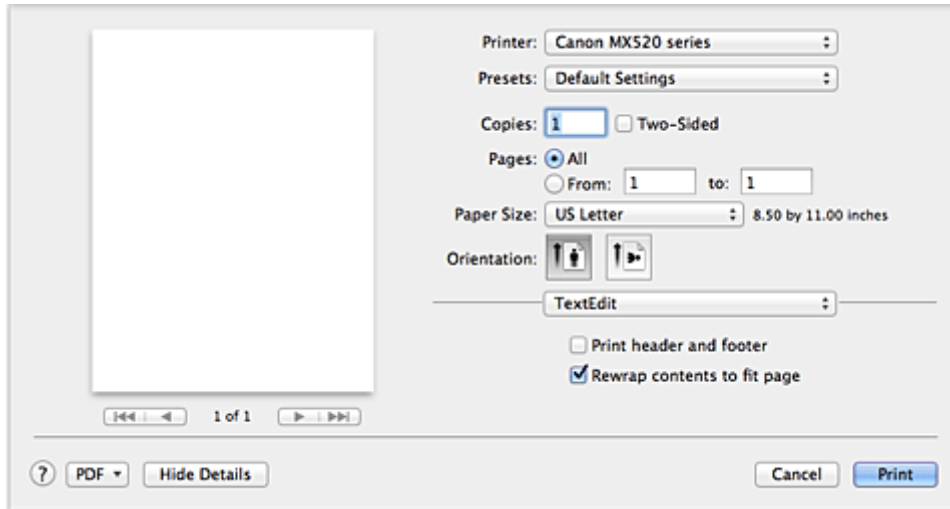 Printer: Canon MX520 series
Presets: Default Settings
Copies: 1 Two-Sided
Pages: All
From: 1 to: 1
Paper Size: US Letter 8.50 by 11.00 inches
Orientation:
TextEdit
Print header and footer
Rewrap contents to fit page
1 of 1
? PDF Hide Details Cancel Print